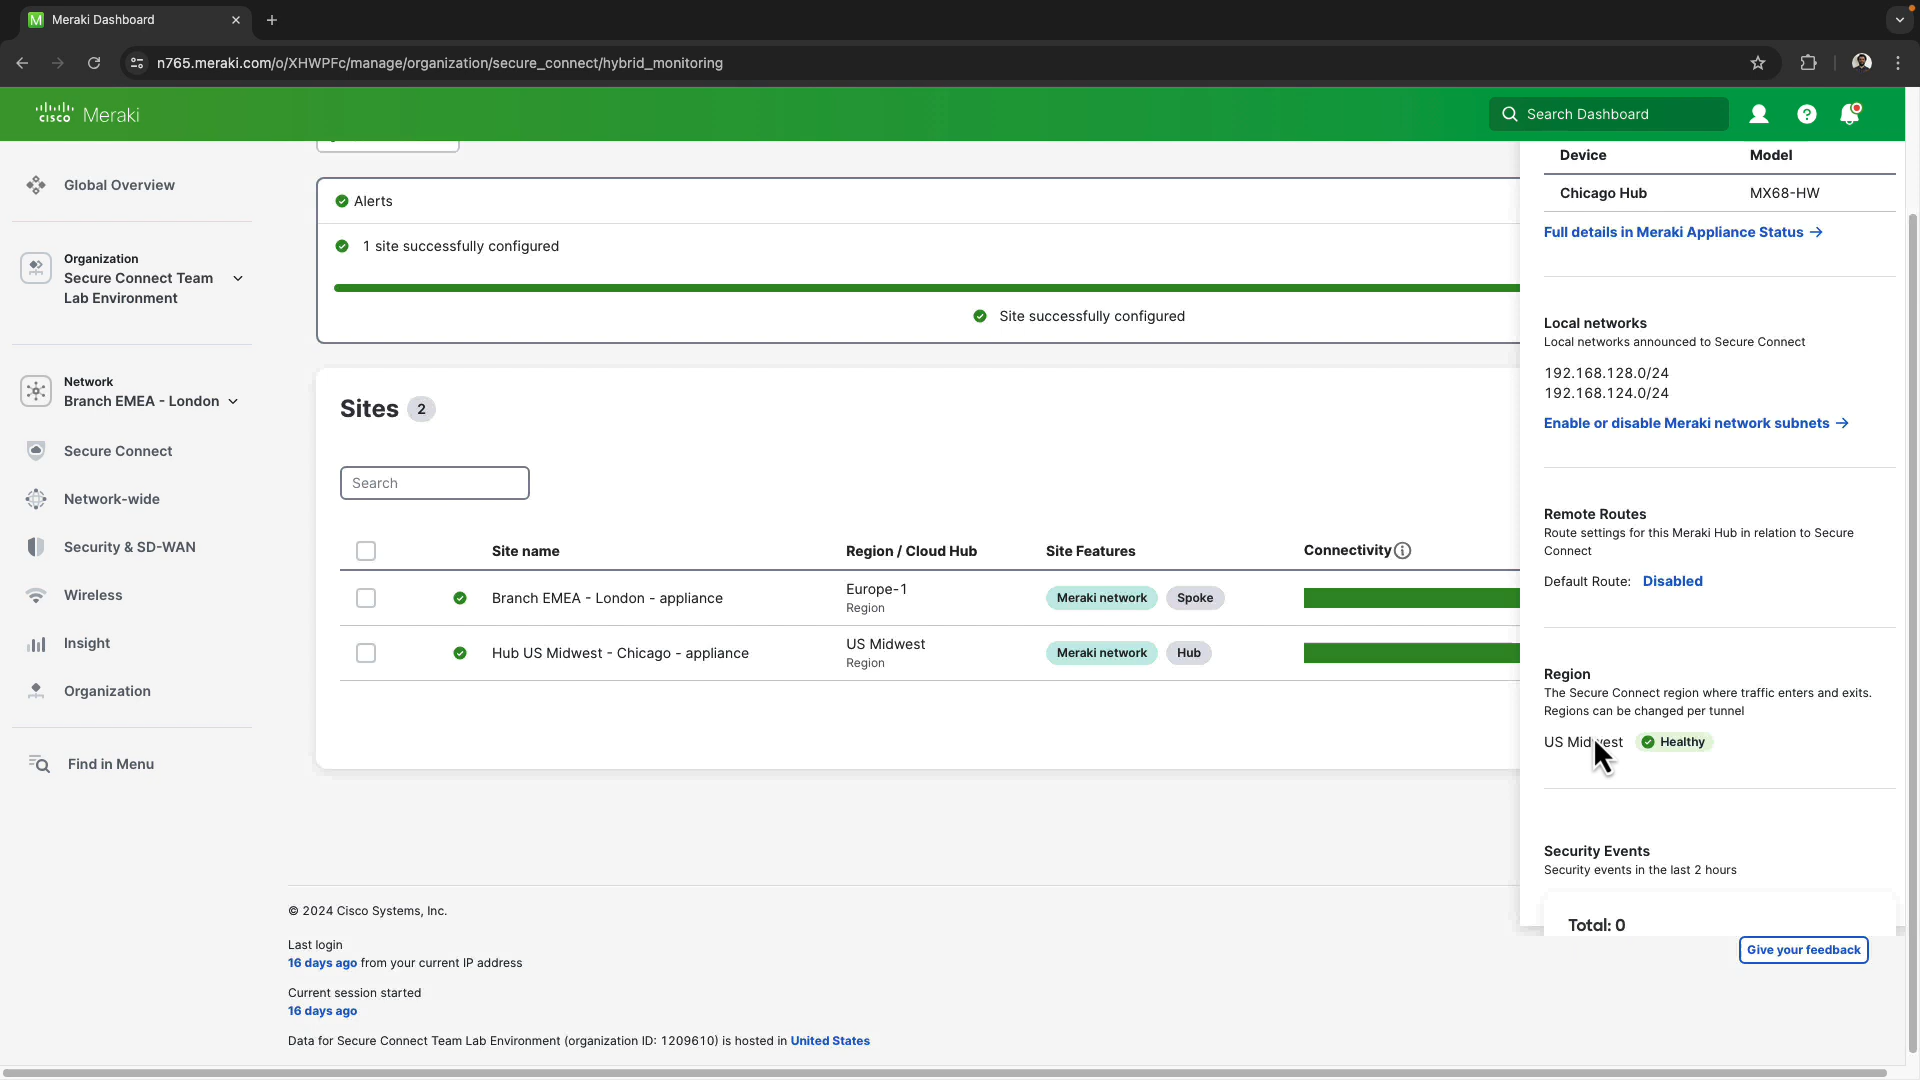 Meraki Dashboard
n765.meraki.com/o/XHWPFc/manage/organization/secure_connect/hybrid_monitoring
cisco Meraki
Search Dashboard
Global Overview
Organization
Secure Connect Team
Lab Environment
Network
Branch EMEA - London
Secure Connect
Network-wide
Security & SD-WAN
Wireless
Insight
Organization
Find in Menu
Alerts
1 site successfully configured
Site successfully configured
Sites 2
Search
Site name Region / Cloud Hub Site Features Connectivity
Branch EMEA - London - appliance Europe-1 Region Meraki network Spoke
Hub US Midwest - Chicago - appliance US Midwest Region Meraki network Hub
© 2024 Cisco Systems, Inc.
Last login
16 days ago from your current IP address
Current session started
16 days ago
Data for Secure Connect Team Lab Environment (organization ID: 1209610) is hosted in United States
Device Model
Chicago Hub MX68-HW
Full details in Meraki Appliance Status →
Local networks
Local networks announced to Secure Connect
192.168.128.0/24
192.168.124.0/24
Enable or disable Meraki network subnets →
Remote Routes
Route settings for this Meraki Hub in relation to Secure
Connect
Default Route: Disabled
Region
The Secure Connect region where traffic enters and exits.
Regions can be changed per tunnel
US Midwest Healthy
Security Events
Security events in the last 2 hours
Total: 0
Give your feedback